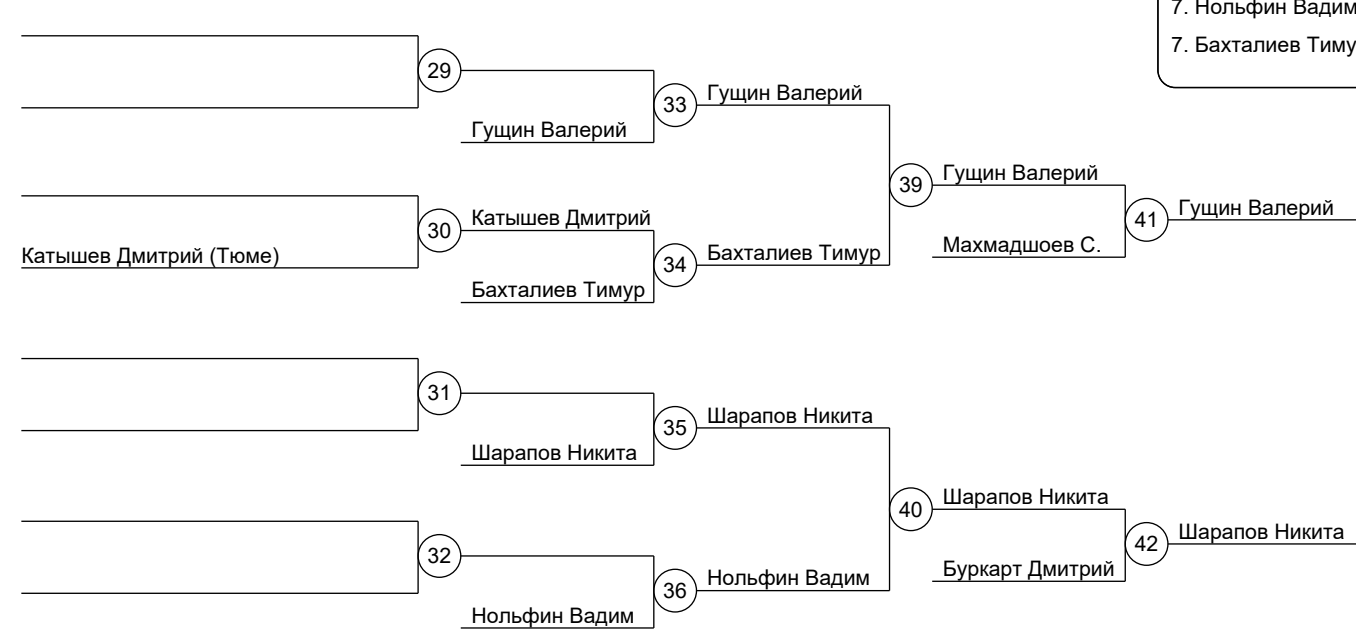 7. Нольфин Вадим
7. Бахталиев Тиму
29
33
Гущин Валерий
Гущин Валерий
39
Гущин Валерий
41
Гущин Валерий
30
Катышев Дмитрий
Махмадшоев С.
Катышев Дмитрий (Тюме)
34
Бахталиев Тимур
Бахталиев Тимур
31
35
Шарапов Никита
Шарапов Никита
40
Шарапов Никита
42
Шарапов Никита
32
Буркарт Дмитрий
36
Нольфин Вадим
Нольфин Вадим